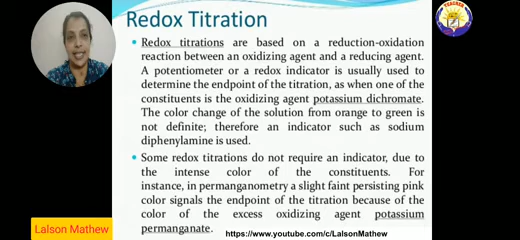 Redox Titration
• Redox titrations are based on a reduction-oxidation
reaction between an oxidizing agent and a reducing agent.
A potentiometer or a redox indicator is usually used to
determine the endpoint of the titration, as when one of the
constituents is the oxidizing agent potassium dichromate.
The color change of the solution from orange to green is
not definite; therefore an indicator such as sodium
diphenylamine is used.
• Some redox titrations do not require an indicator, due to
the intense color of the constituents. For
instance, in permanganometry a slight faint persisting pink
color signals the endpoint of the titration because of the
color of the excess oxidizing agent potassium
permanganate.
Lalson Mathew
https://www.youtube.com/c/LalsonMathew